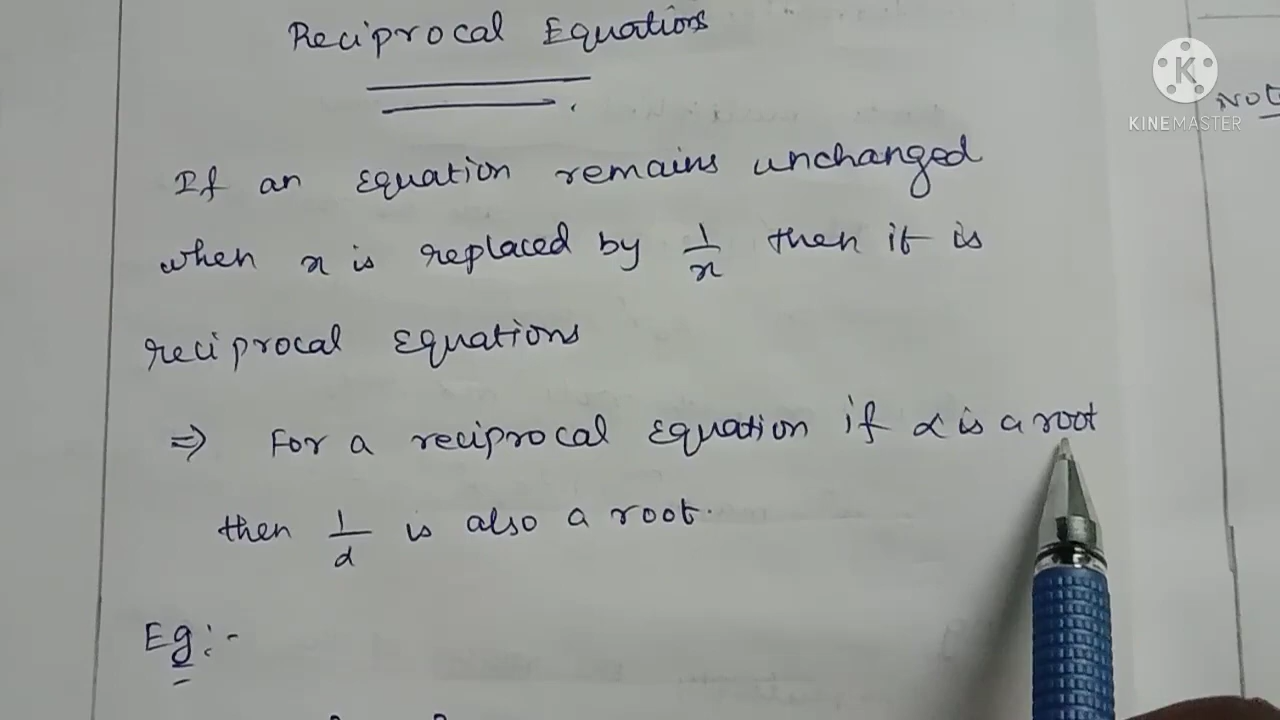 Reciprocal Equations
K
KINEMASTER
Not
If an Equation remains unchanged
when x is replaced by 1/x then it is
reciprocal Equations
⇒ For a reciprocal Equation if α is a root
then 1/α is also a root.
Eg:-